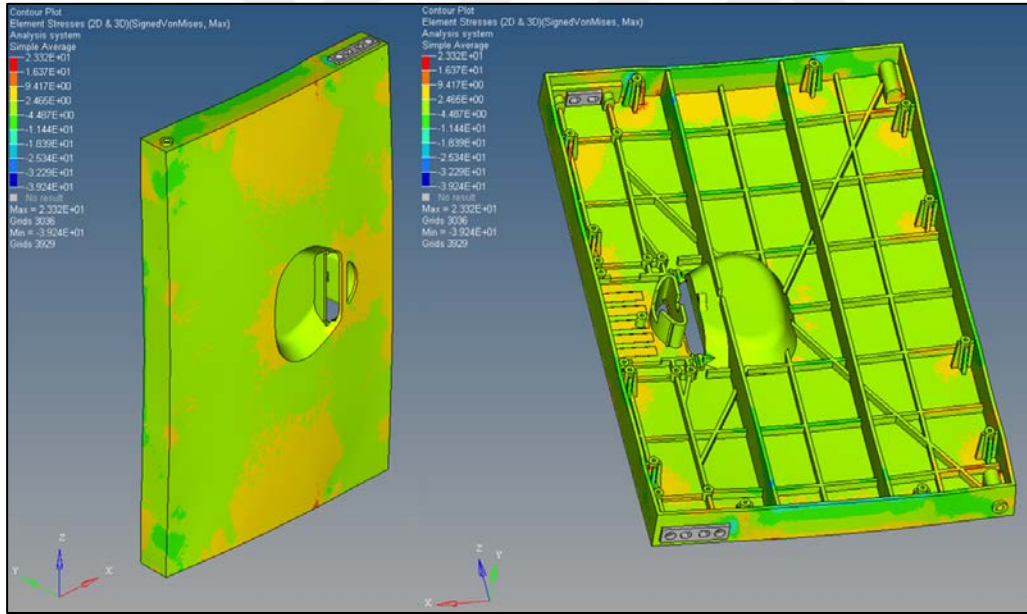 Contour Plot
Element Stresses (2D & 3D)(SignedVonMises, Max)
Analysis system
Simple Average
2.332E+01
1.637E+01
9.417E+00
2.465E+00
-4.487E+00
-1.144E+01
-1.839E+01
-2.534E+01
-3.229E+01
-3.924E+01
No result
Max = 2.332E+01
Grids 3036
Min = -3.924E+01
Grids 3929
Z
Y
X
Contour Plot
Element Stresses (2D & 3D)(SignedVonMises, Max)
Analysis system
Simple Average
2.332E+01
1.637E+01
9.417E+00
2.465E+00
-4.487E+00
-1.144E+01
-1.839E+01
-2.534E+01
-3.229E+01
-3.924E+01
No result
Max = 2.332E+01
Grids 3036
Min = -3.924E+01
Grids 3929
Z
Y
X